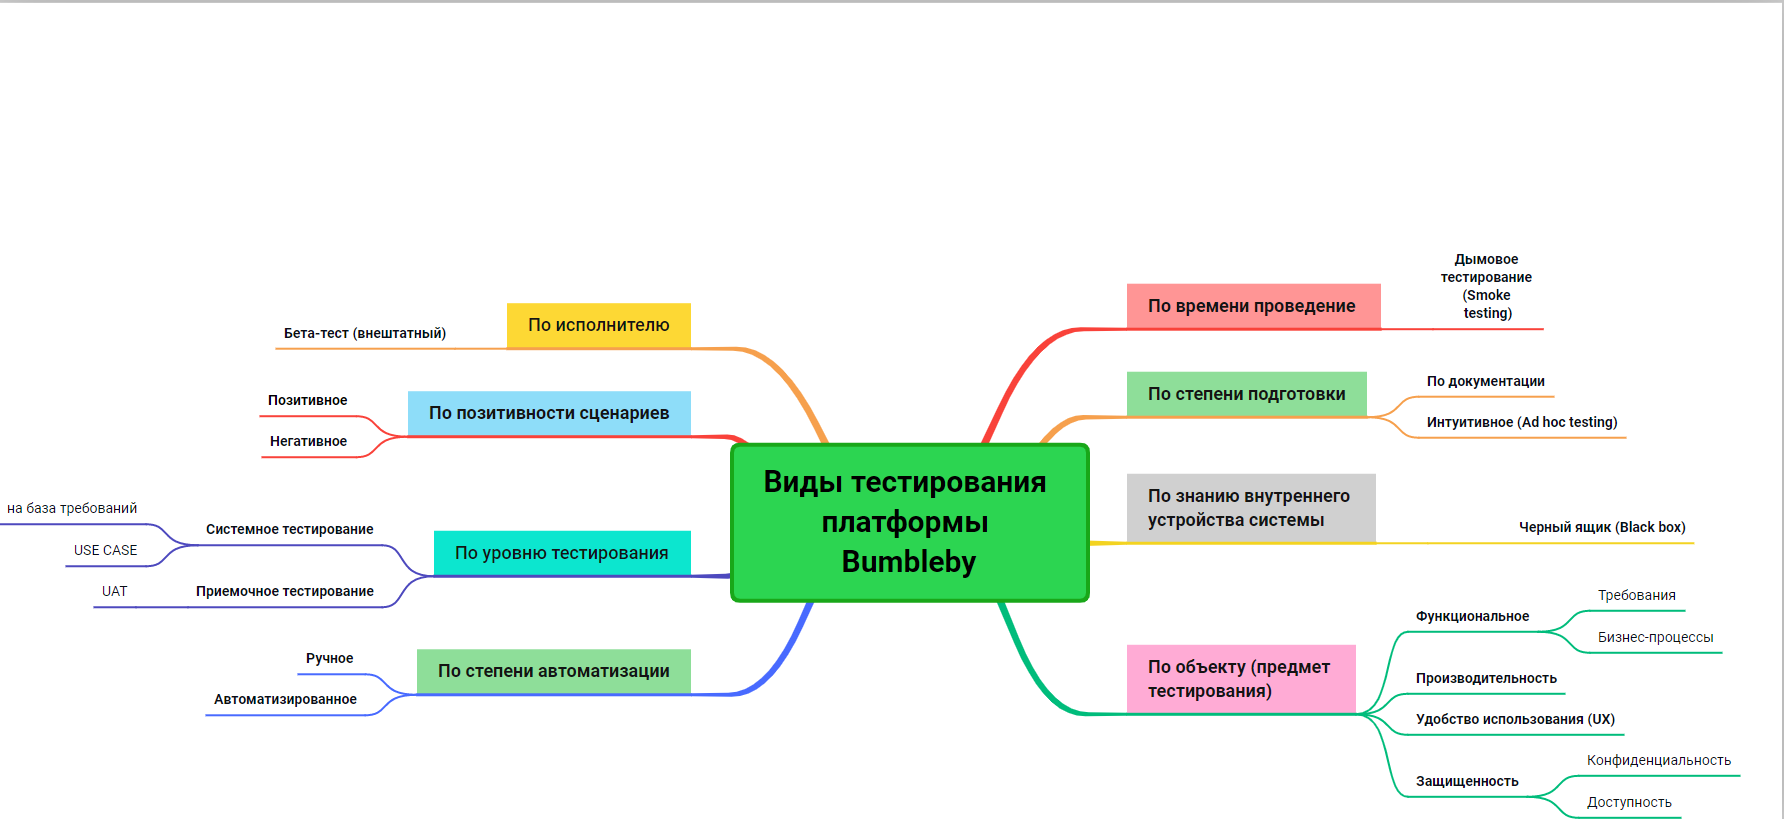 Виды тестирования
платформы
Bumbleby
По исполнителю
Бета-тест (внештатный)
По позитивности сценариев
Позитивное
Негативное
По уровню тестирования
Системное тестирование
на база требований
USE CASE
Приемочное тестирование
UAT
По степени автоматизации
Ручное
Автоматизированное
По времени проведение
Дымовое
тестирование
(Smoke
testing)
По степени подготовки
По документации
Интуитивное (Ad hoc testing)
По знанию внутреннего
устройства системы
Черный ящик (Black box)
По объекту (предмет
тестирования)
Функциональное
Требования
Бизнес-процессы
Производительность
Удобство использования (UX)
Защищенность
Конфиденциальность
Доступность